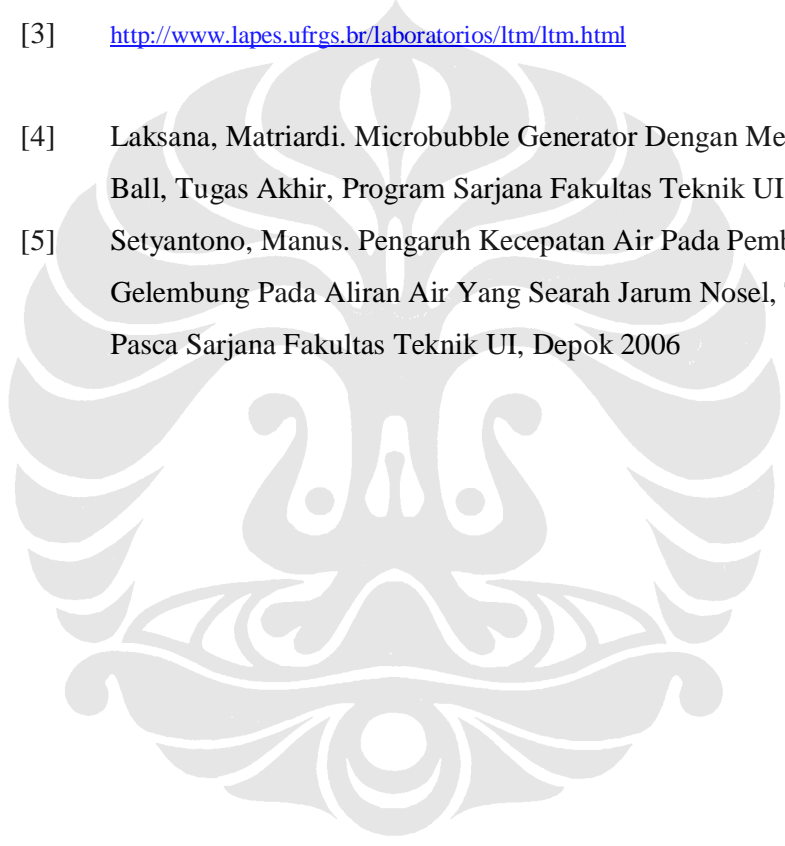 [3] http://www.lapes.ufrgs.br/laboratorios/ltm/ltm.html
[4] Laksana, Matriardi. Microbubble Generator Dengan Me
Ball, Tugas Akhir, Program Sarjana Fakultas Teknik UI
[5] Setyantono, Manus. Pengaruh Kecepatan Air Pada Pemb
Gelembung Pada Aliran Air Yang Searah Jarum Nosel,
Pasca Sarjana Fakultas Teknik UI, Depok 2006